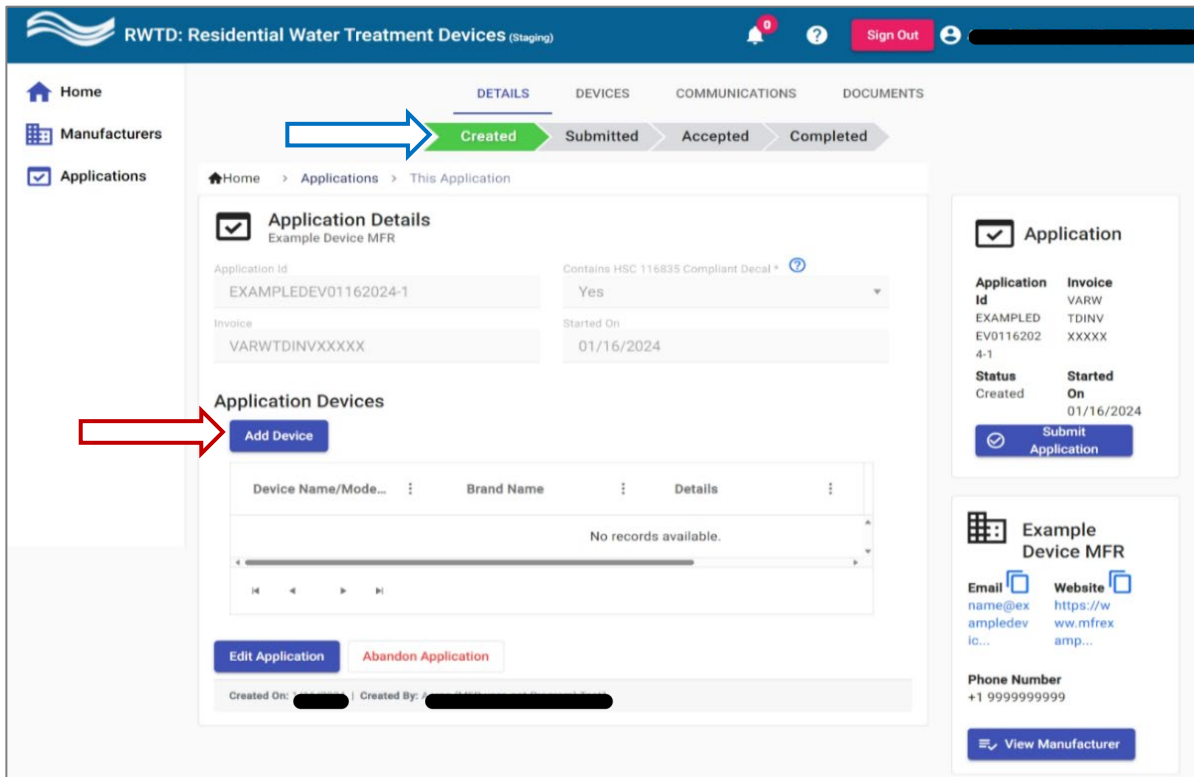 RWTD: Residential Water Treatment Devices (Staging)
0
?
Sign Out
Home
Manufacturers
Applications
DETAILS
DEVICES
COMMUNICATIONS
DOCUMENTS
Created
Submitted
Accepted
Completed
Home > Applications > This Application
Application Details
Example Device MFR
Application Id
EXAMPLEDEV01162024-1
Contains HSC 116835 Compliant Decal * ?
Yes
Invoice
VARWTDINVXXXXX
Started On
01/16/2024
Application Devices
Add Device
Device Name/Mode...
Brand Name
Details
No records available.
Edit Application
Abandon Application
Created On:
| Created By:
Application
Application
Id
EXAMPLED
EV0116202
4-1
Invoice
VARW
TDINV
XXXXX
Status
Created
Started
On
01/16/2024
Submit
Application
Example
Device MFR
Email
name@ex
ampledev
ic...
Website
https://w
ww.mfrex
amp...
Phone Number
+1 9999999999
View Manufacturer